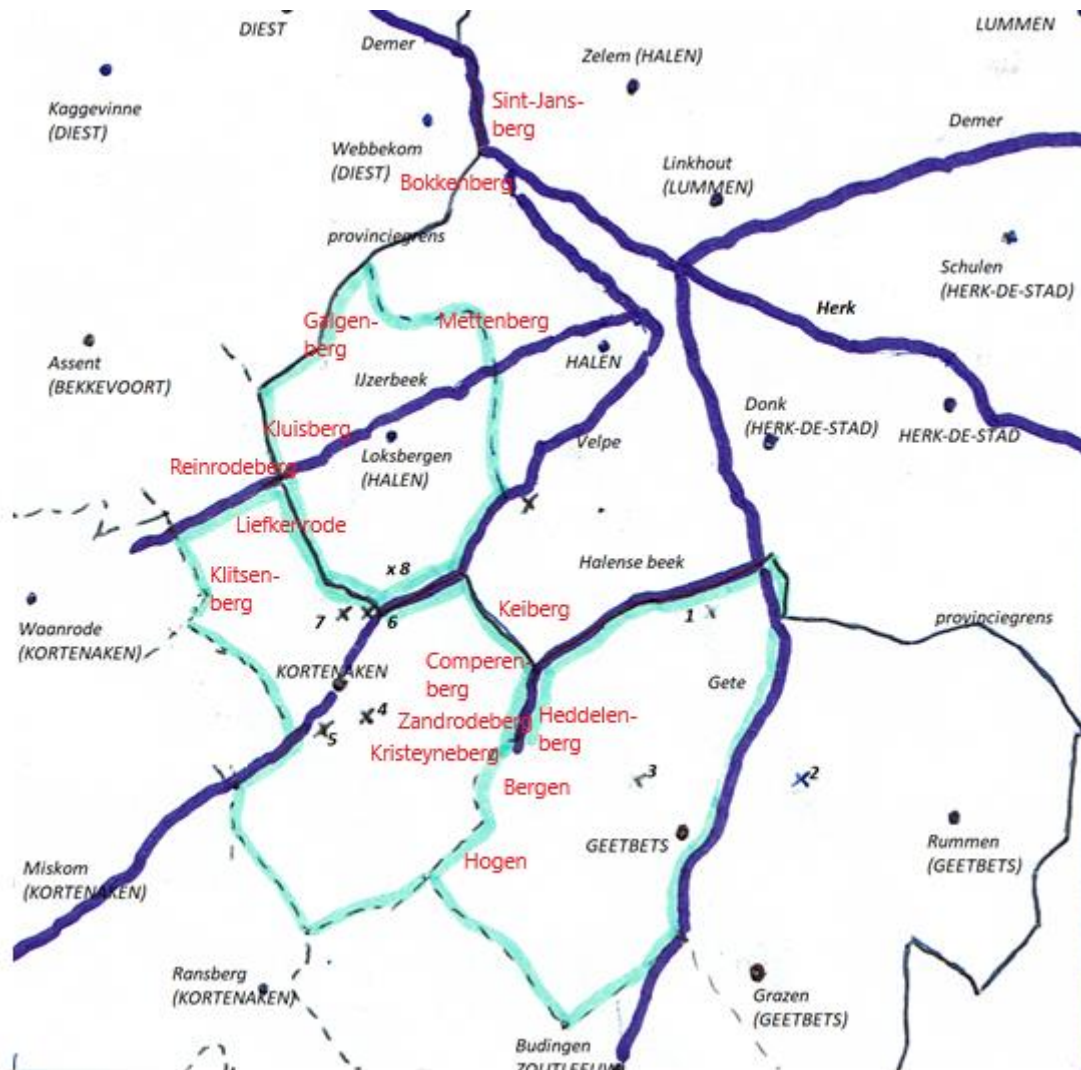 DIEST
LUMMEN
Demer
Zelem (HALEN)
Kaggevinne
(DIEST)
Sint-Jans-
berg
Demer
Webbekom
(DIEST)
Linkhout
(LUMMEN)
Bokkenberg
provinciegrens
Schulen
(HERK-DE-STAD)
Herk
Galgen-
berg
Mettenberg
Assent
(BEKKEVOORT)
IJzerbeek
HALEN
Donk
(HERK-DE-STAD)
HERK-DE-STAD
Kluisberg
Velpe
Loksbergen
(HALEN)
Reinrodeberg
Liefkenrode
Klitsen-
berg
x 8
Halense beek
Waanrode
(KORTENAKEN)
7
6
Keiberg
1
provinciegrens
KORTENAKEN
Comperen-
berg
Gete
4
5
Zandrodeberg
Heddelen-
berg
Kristeyneberg
Bergen
3
2
GEETBETS
Rummen
(GEETBETS)
Hogen
Miskom
(KORTENAKEN)
Ransberg
(KORTENAKEN)
Grazen
(GEETBETS)
Budingen
ZOUTLEEUW